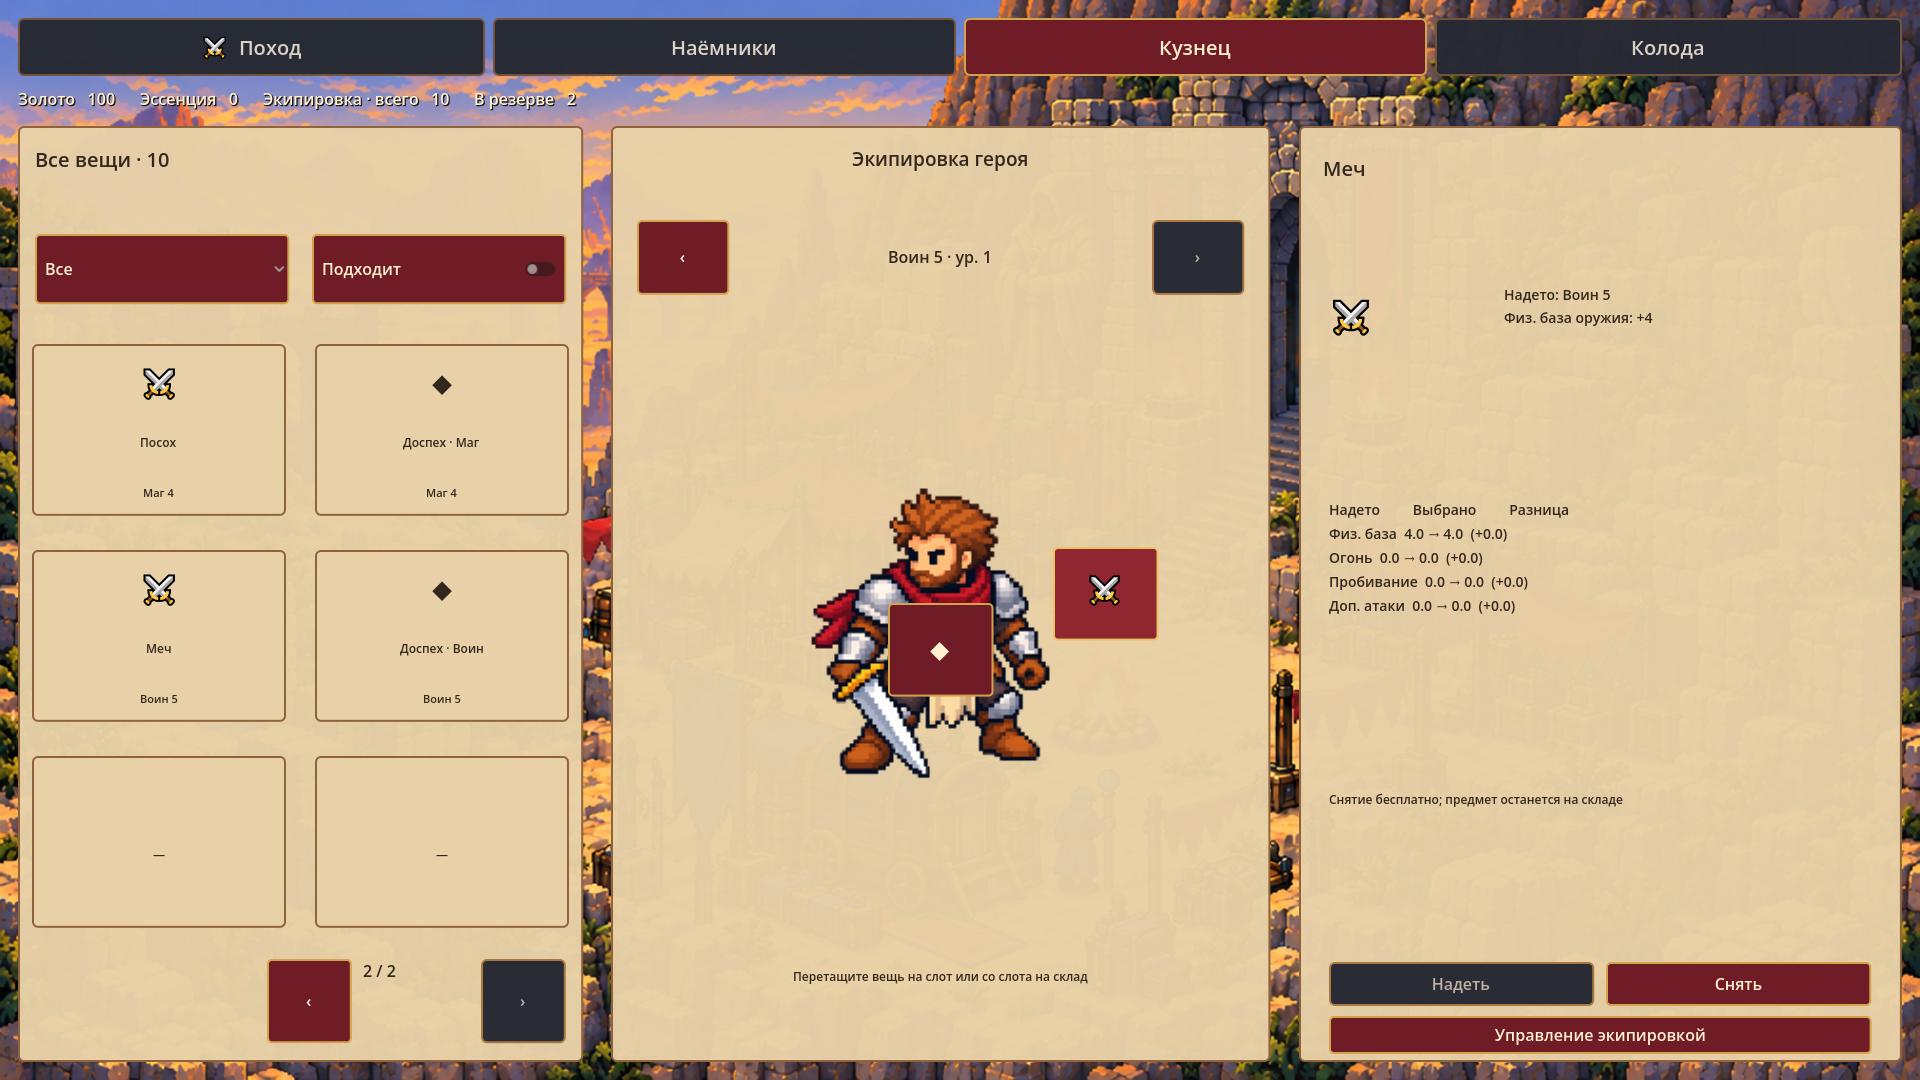 Поход
Наёмники
Кузнец
Колода
Золото 100 Эссенция 0 Экипировка · всего 10 В резерве 2
Все вещи · 10
Все
Подходит
Посох
Маг 4
Доспех · Маг
Маг 4
Меч
Воин 5
Доспех · Воин
Воин 5
—
—
‹
2 / 2
›
Экипировка героя
‹
Воин 5 · ур. 1
›
Перетащите вещь на слот или со слота на склад
Меч
Надето: Воин 5
Физ. база оружия: +4
Надето Выбрано Разница
Физ. база 4.0 → 4.0 (+0.0)
Огонь 0.0 → 0.0 (+0.0)
Пробивание 0.0 → 0.0 (+0.0)
Доп. атаки 0.0 → 0.0 (+0.0)
Снятие бесплатно; предмет останется на складе
Надеть
Снять
Управление экипировкой